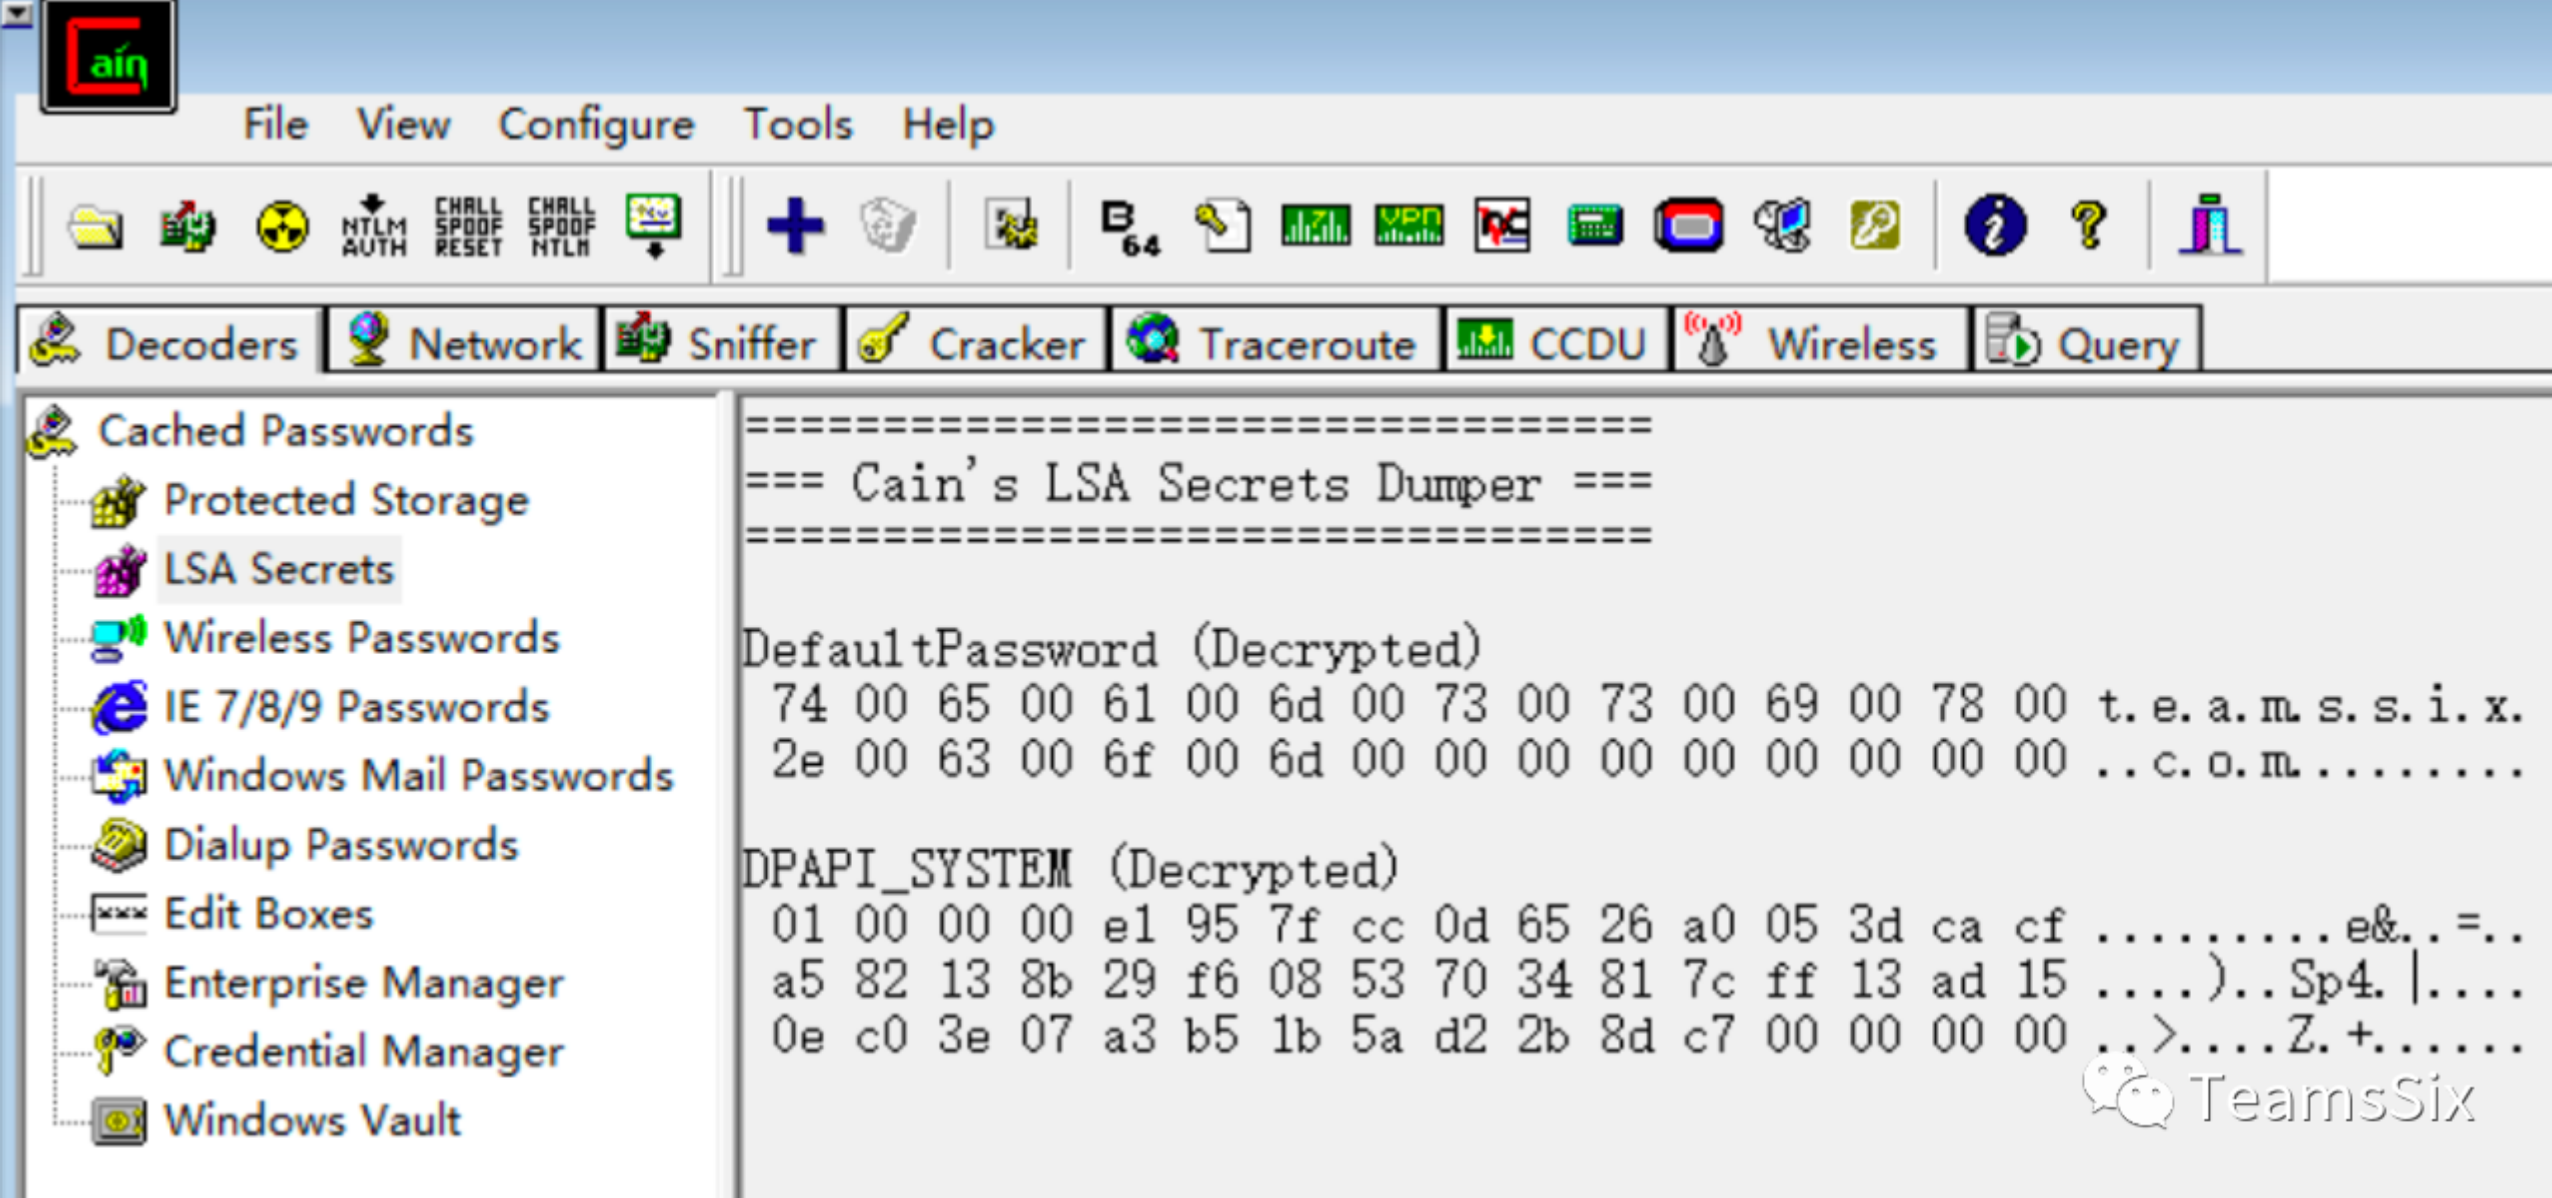 Cain
File View Configure Tools Help
NTLM AUTH CHALL SPOOF RESET CHALL SPOOF NTLM B 64 VPN
Decoders Network Sniffer Cracker Traceroute CCDU Wireless Query
Cached Passwords
Protected Storage
LSA Secrets
Wireless Passwords
IE 7/8/9 Passwords
Windows Mail Passwords
Dialup Passwords
Edit Boxes
Enterprise Manager
Credential Manager
Windows Vault
=================================
=== Cain's LSA Secrets Dumper ===
=================================
DefaultPassword (Decrypted)
74 00 65 00 61 00 6d 00 73 00 73 00 69 00 78 00 t.e.a.m.s.s.i.x.
2e 00 63 00 6f 00 6d 00 00 00 00 00 00 00 00 00 ..c.o.m.........
DPAPI_SYSTEM (Decrypted)
01 00 00 00 e1 95 7f cc 0d 65 26 a0 05 3d ca cf .........e&..=..
a5 82 13 8b 29 f6 08 53 70 34 81 7c ff 13 ad 15 ....)..Sp4.|....
0e c0 3e 07 a3 b5 1b 5a d2 2b 8d c7 00 00 00 00 ..>....Z.+......
TeamsSix